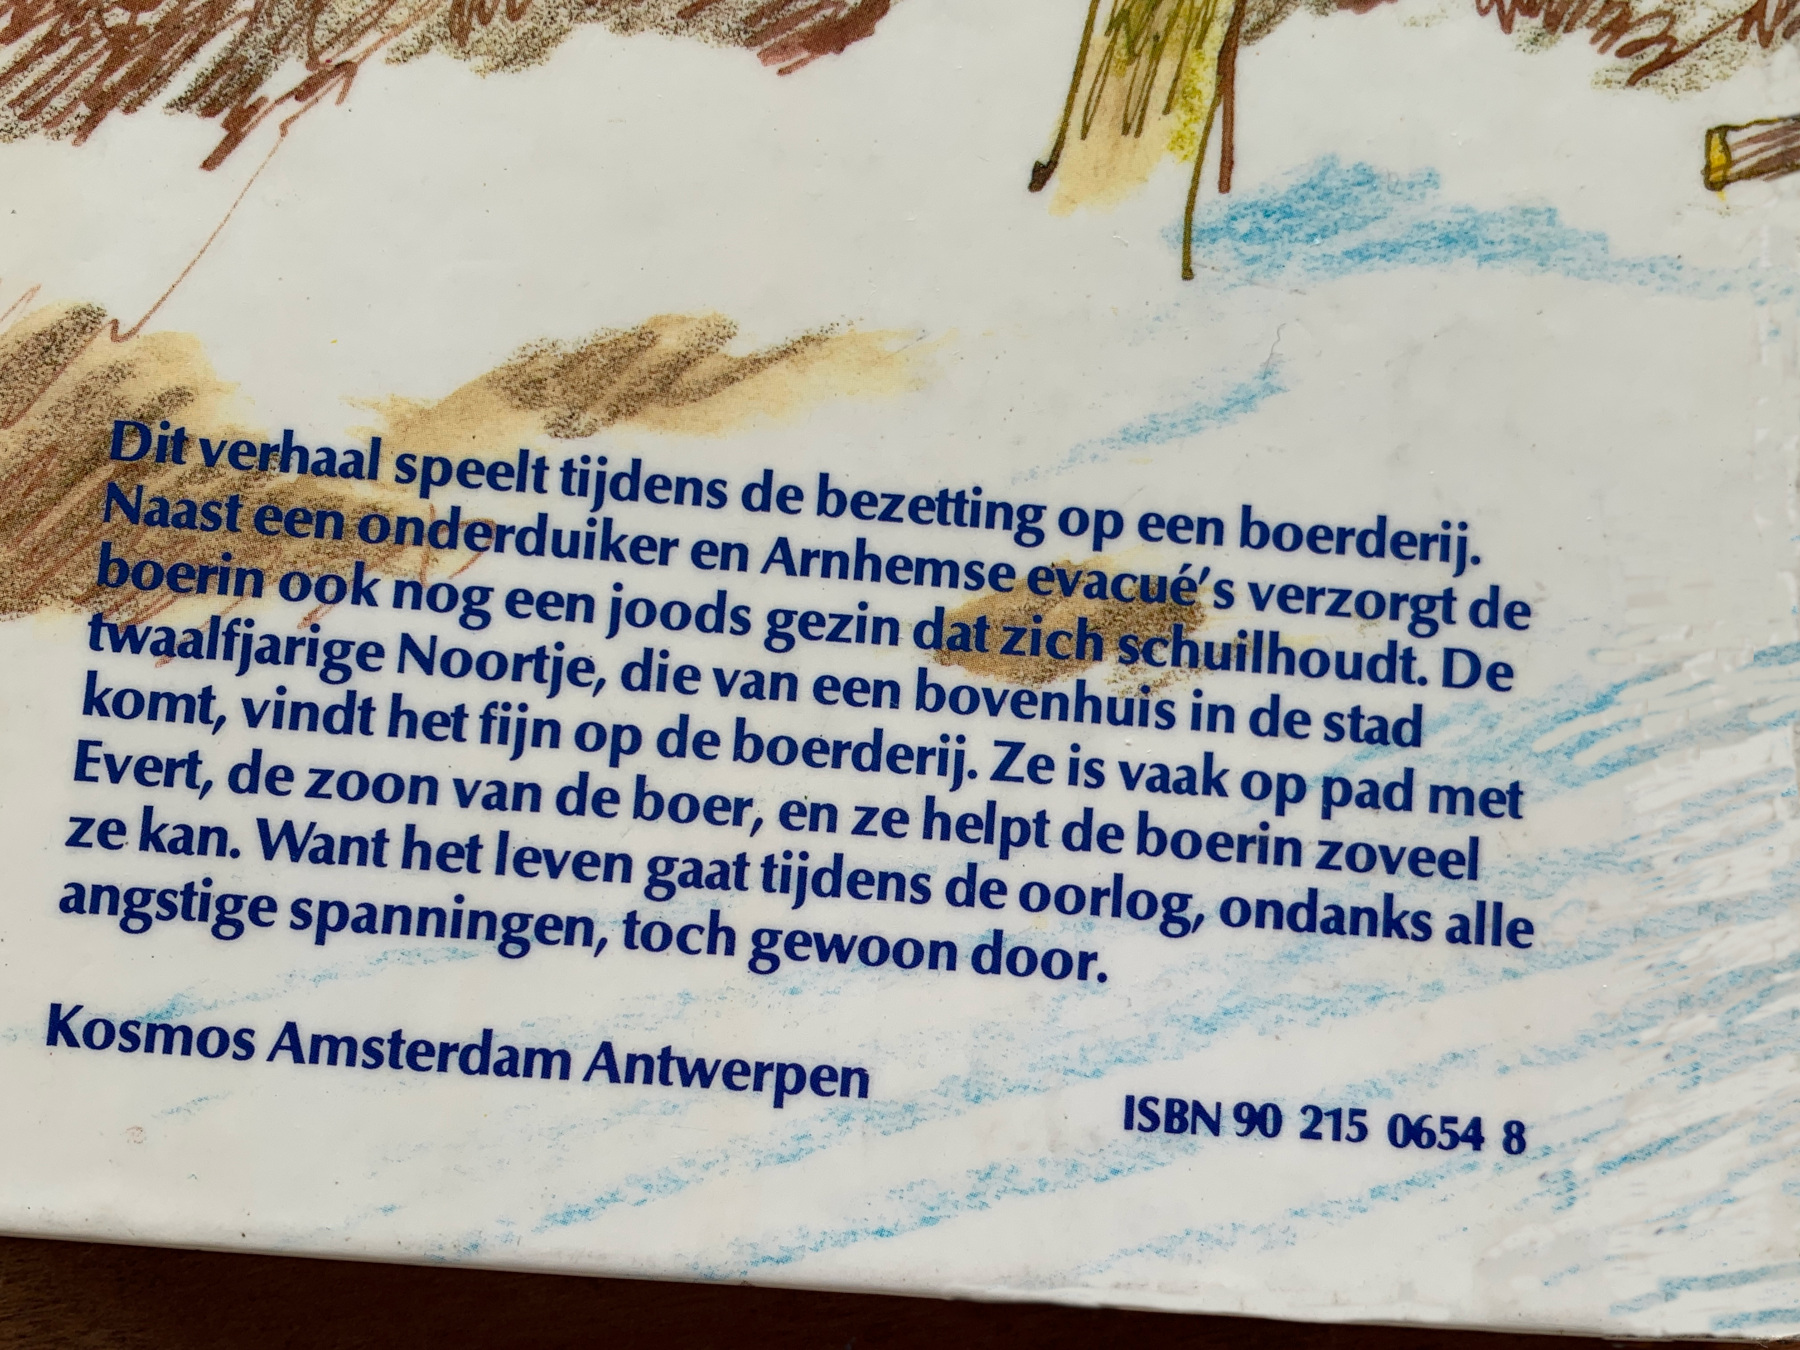 Dit verhaal speelt tijdens de bezetting op een boerderij.
Naast een onderduiker en Arnhemse evacué's verzorgt de
boerin ook nog een joods gezin dat zich schuilhoudt. De
twaalfjarige Noortje, die van een bovenhuis in de stad
komt, vindt het fijn op de boerderij. Ze is vaak op pad met
Evert, de zoon van de boer, en ze helpt de boerin zoveel
ze kan. Want het leven gaat tijdens de oorlog, ondanks alle
angstige spanningen, toch gewoon door.
Kosmos Amsterdam Antwerpen
ISBN 90 215 0654 8